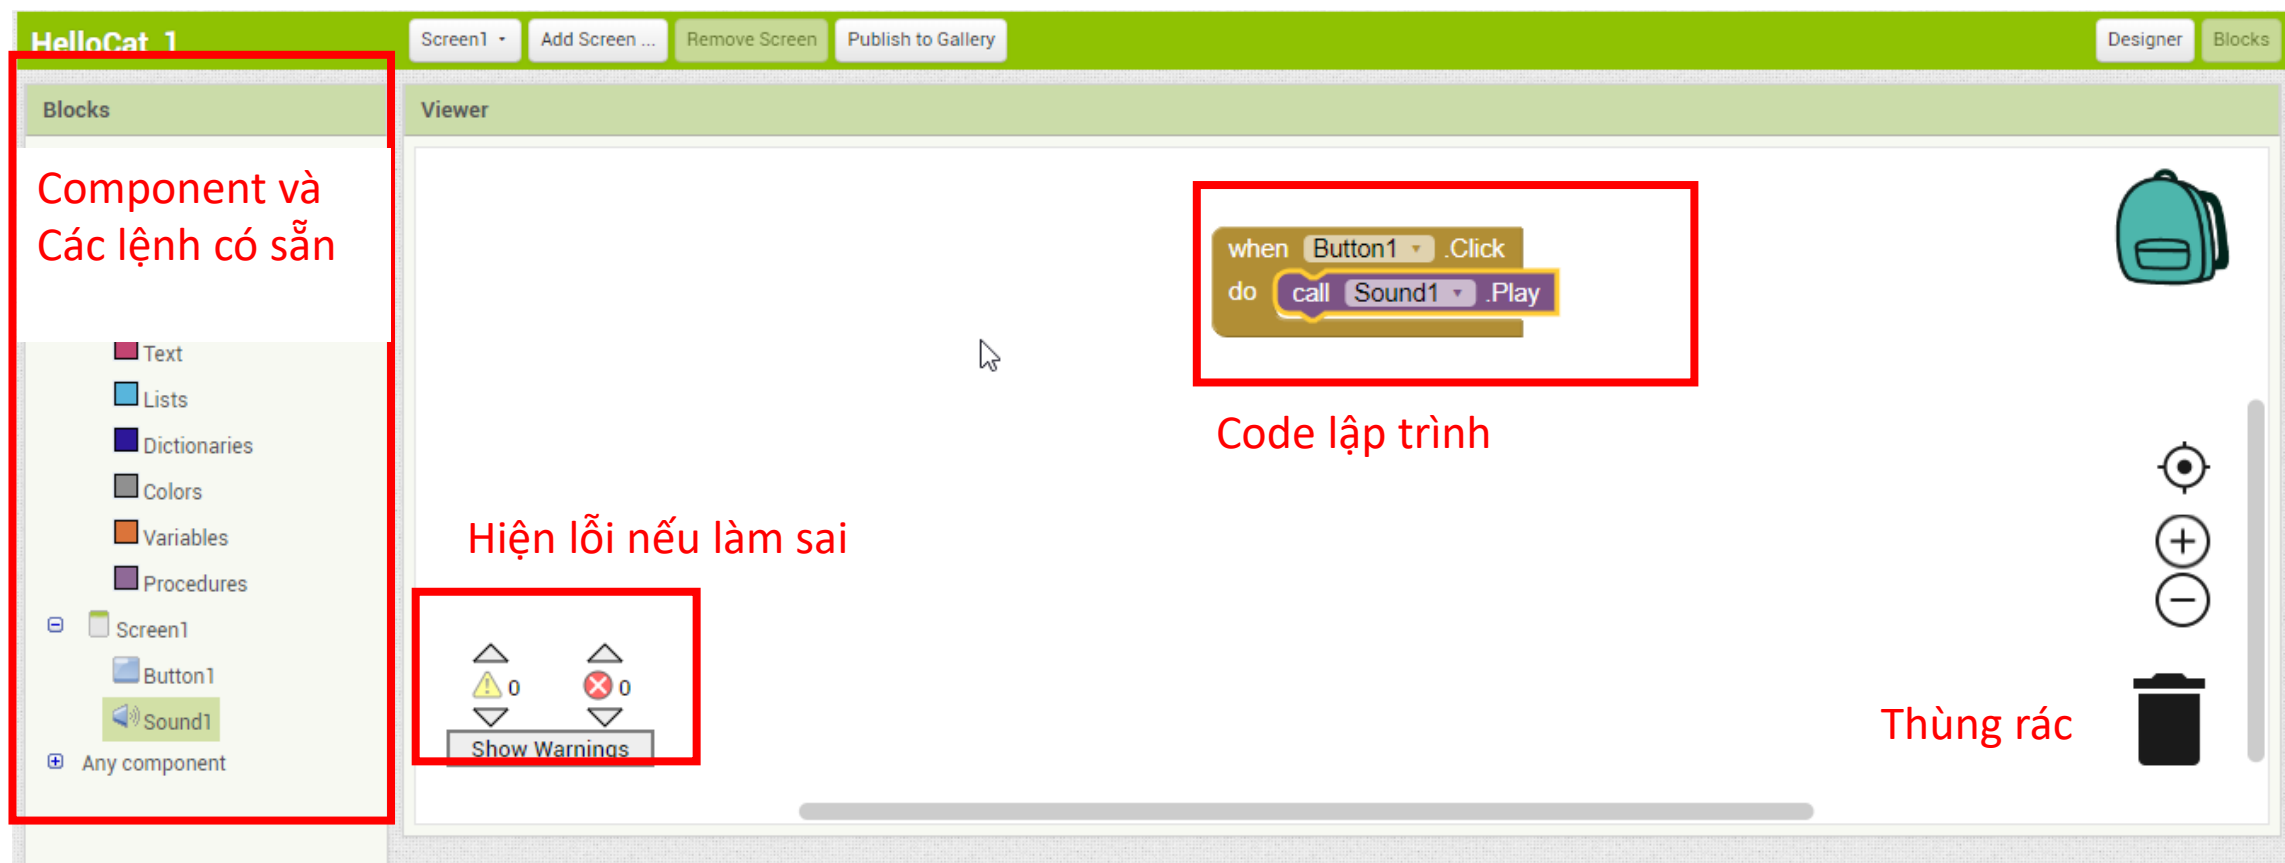 HelloCat_1
Screen1
Add Screen ...
Remove Screen
Publish to Gallery
Designer
Blocks
Blocks
Viewer
Component và
Các lệnh có sẵn
Text
Lists
Dictionaries
Colors
Variables
Procedures
Screen1
Button1
Sound1
Any component
when Button1 .Click
do call Sound1 .Play
Code lập trình
Hiện lỗi nếu làm sai
0 0
Show Warnings
Thùng rác